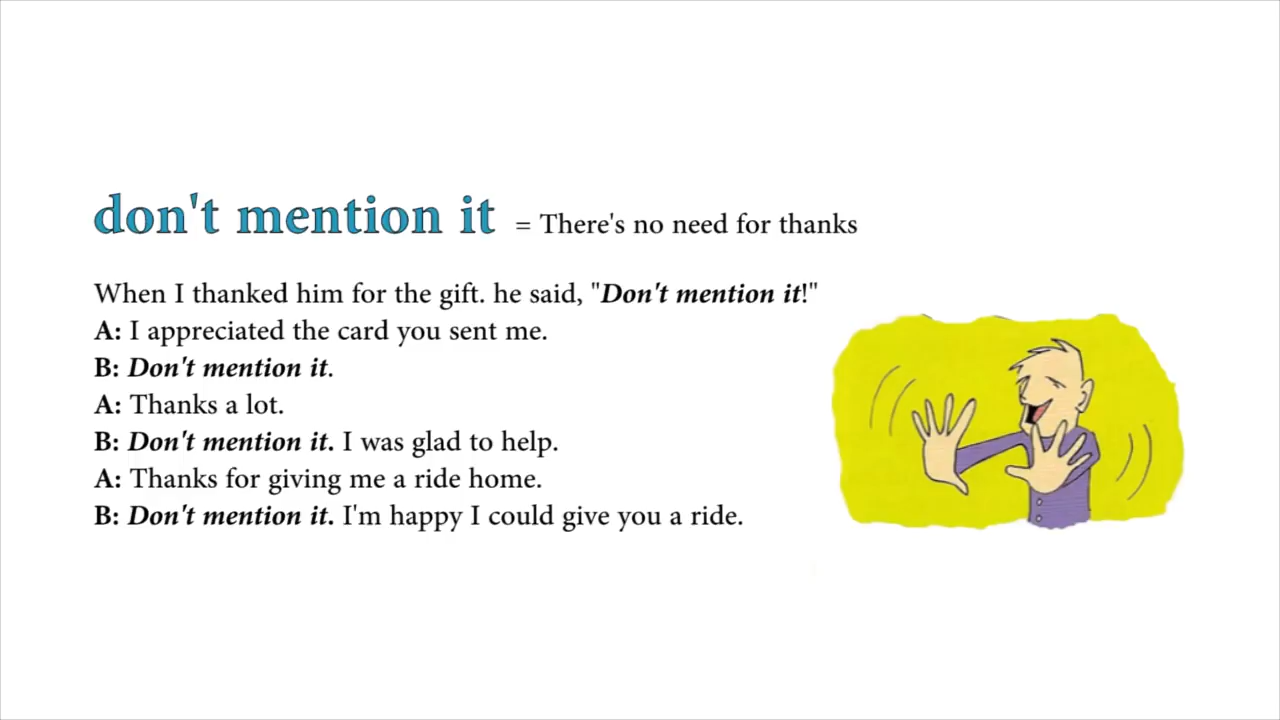 don't mention it = There's no need for thanks
When I thanked him for the gift. he said, "Don't mention it!"
A: I appreciated the card you sent me.
B: Don't mention it.
A: Thanks a lot.
B: Don't mention it. I was glad to help.
A: Thanks for giving me a ride home.
B: Don't mention it. I'm happy I could give you a ride.